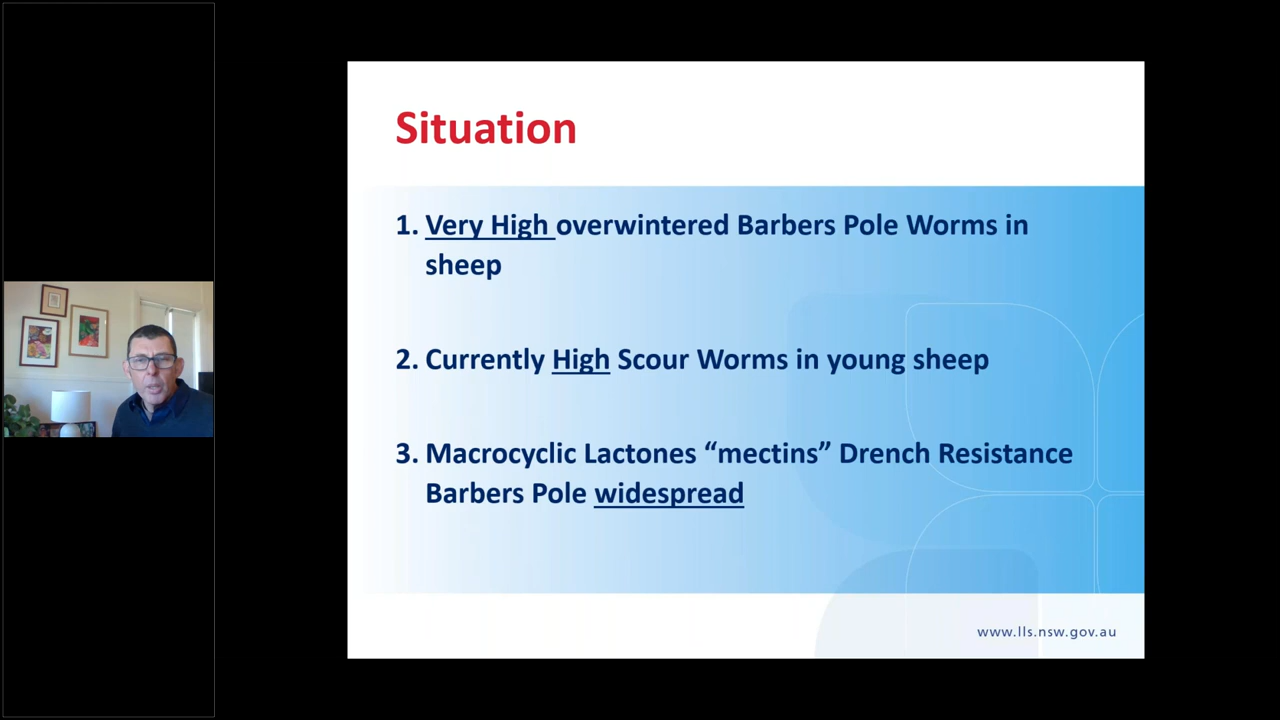 Situation
1. Very High overwintered Barbers Pole Worms in
sheep
2. Currently High Scour Worms in young sheep
3. Macrocyclic Lactones “mectins” Drench Resistance
Barbers Pole widespread
www.lls.nsw.gov.au